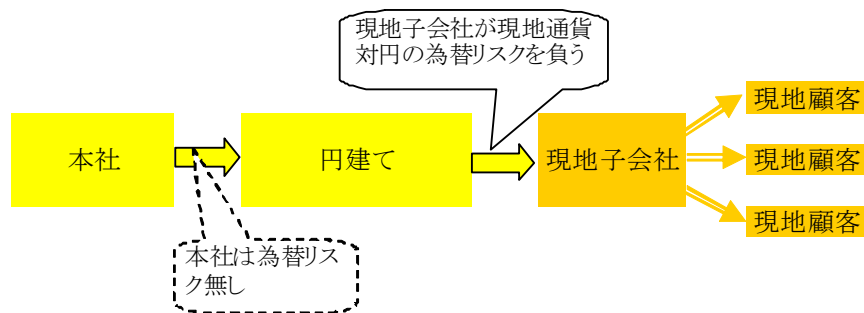 現地子会社が現地通貨
対円の為替リスクを負う
本社
円建て
現地子会社
現地顧客
現地顧客
現地顧客
本社は為替リス
ク無し